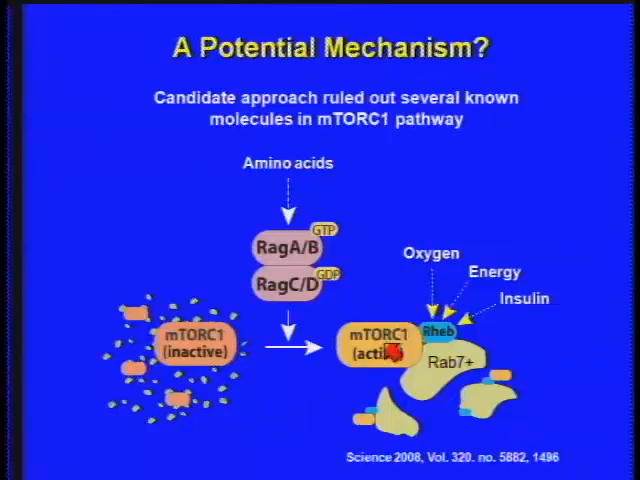 A Potential Mechanism?
Candidate approach ruled out several known
molecules in mTORC1 pathway
Amino acids
GTP
RagA/B
GDP
RagC/D
Oxygen
Energy
Insulin
mTORC1
(inactive)
mTORC1
Rheb
Rab7+
Science 2008, Vol. 320. no. 5882, 1496